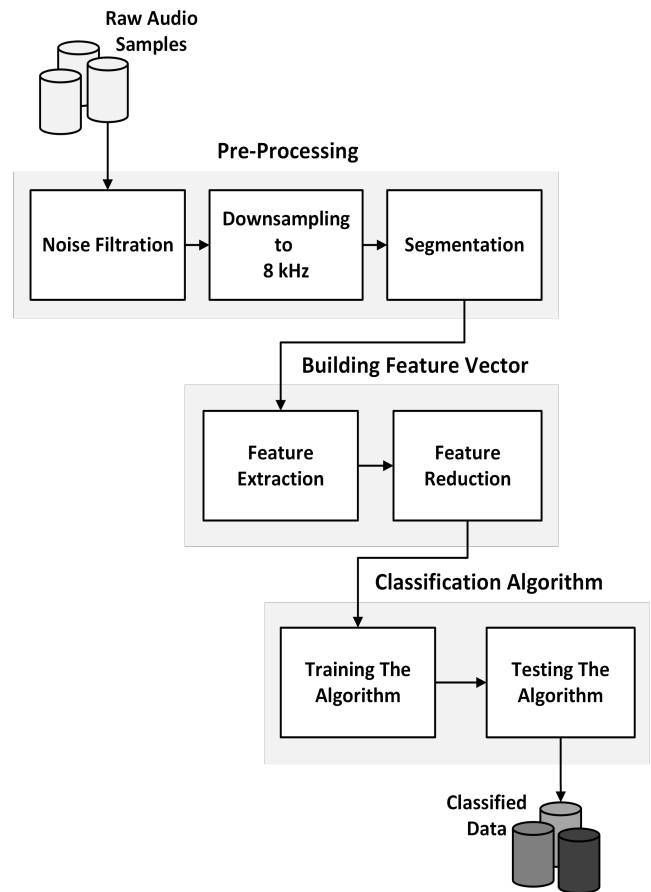 Raw Audio
Samples
Pre-Processing
Noise Filtration
Downsampling
to
8 kHz
Segmentation
Building Feature Vector
Feature
Extraction
Feature
Reduction
Classification Algorithm
Training The
Algorithm
Testing The
Algorithm
Classified
Data